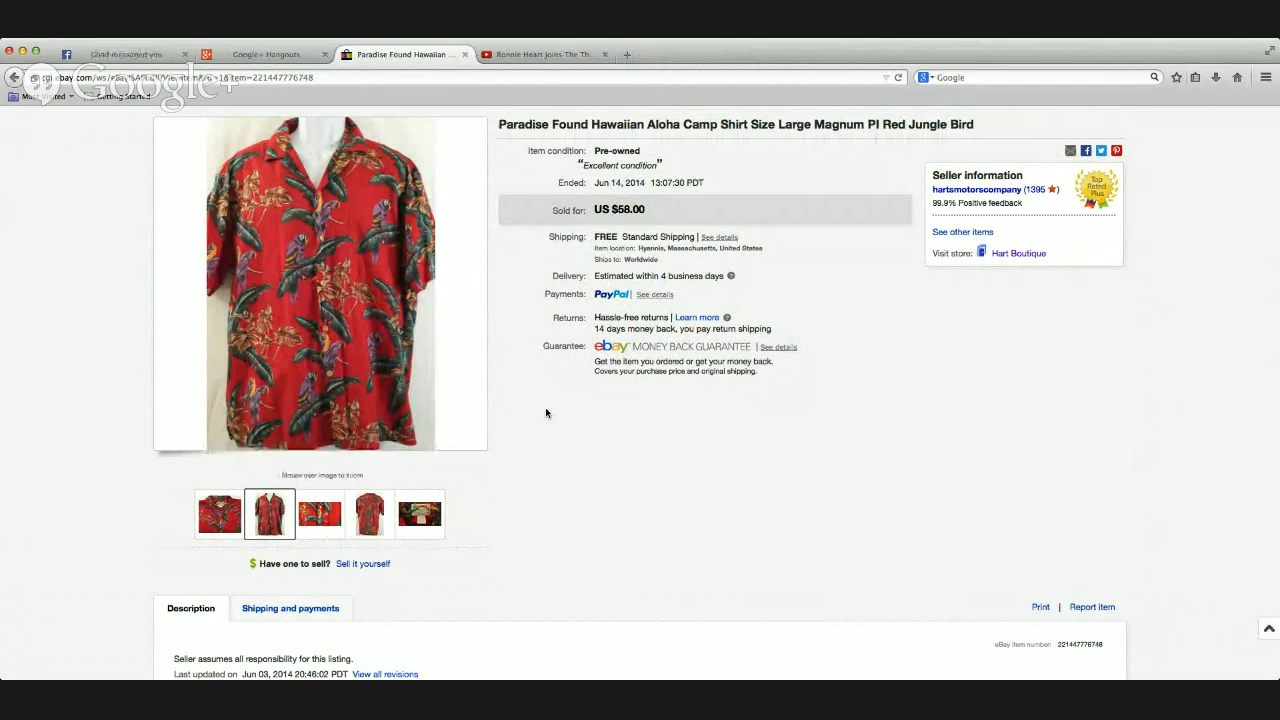 Google+ Hangouts
Paradise Found Hawaiian ...
Ronnie Heart joins The Th...
item=221447776748
Google
Google+
Most Visited
Getting Started
Paradise Found Hawaiian Aloha Camp Shirt Size Large Magnum PI Red Jungle Bird
Item condition: Pre-owned
"Excellent condition"
Ended: Jun 14, 2014 13:07:30 PDT
Sold for: US $58.00
Shipping: FREE Standard Shipping | See details
Item location: Hyannis, Massachusetts, United States
Ships to: Worldwide
Delivery: Estimated within 4 business days
Payments: PayPal | See details
Returns: Hassle-free returns | Learn more
14 days money back, you pay return shipping
Guarantee: ebay MONEY BACK GUARANTEE | See details
Get the item you ordered or get your money back.
Covers your purchase price and original shipping.
Seller information
hartsmotorscompany (1395 )
99.9% Positive feedback
Top
Rated
Plus
See other items
Visit store: Hart Boutique
Mouse over image to zoom
$ Have one to sell? Sell it yourself
Description
Shipping and payments
Print | Report item
eBay item number: 221447776748
Seller assumes all responsibility for this listing.
Last updated on Jun 03, 2014 20:46:02 PDT View all revisions